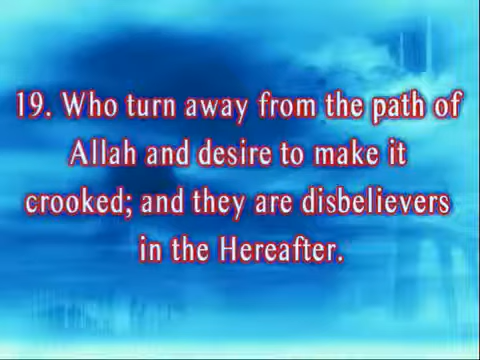 19. Who turn away from the path of
Allah and desire to make it
crooked; and they are disbelievers
in the Hereafter.